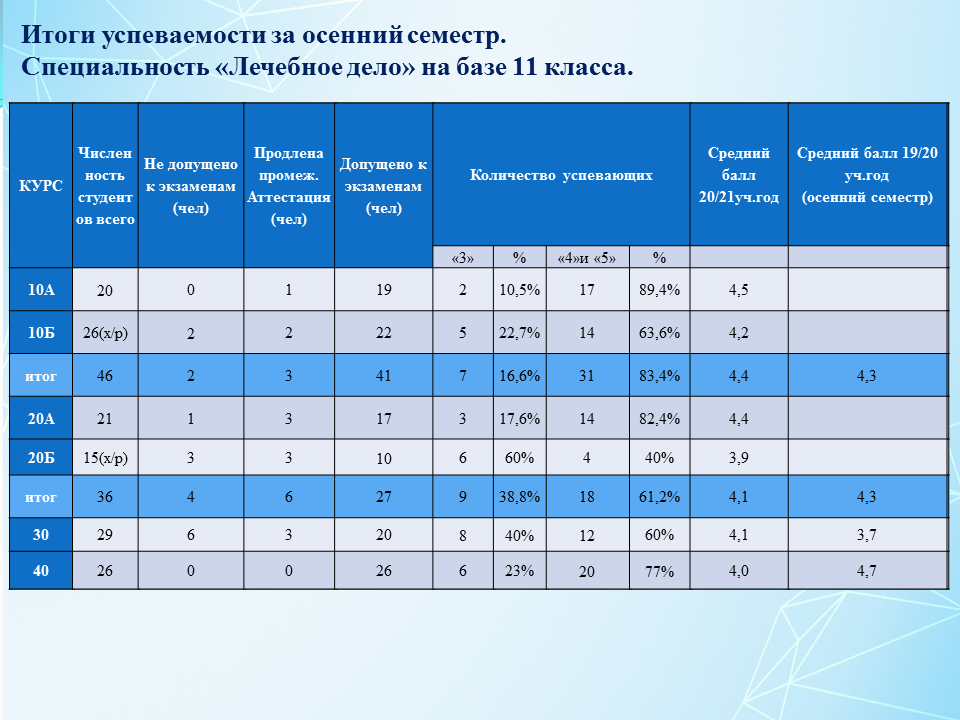 Итоги успеваемости за осенний семестр.
Специальность «Лечебное дело» на базе 11 класса.
КУРС
Числен
ность
студент
ов всего
Не допущено
к экзаменам
(чел)
Продлена
промеж.
Аттестация
(чел)
Допущено к
экзаменам
(чел)
Количество успевающих
Средний
балл
20/21уч.год
Средний балл 19/20
уч.год
(осенний семестр)
«3» % «4»и «5» %
10А 20 0 1 19 2 10,5% 17 89,4% 4,5
10Б 26(х/р) 2 2 22 5 22,7% 14 63,6% 4,2
итог 46 2 3 41 7 16,6% 31 83,4% 4,4 4,3
20А 21 1 3 17 3 17,6% 14 82,4% 4,4
20Б 15(х/р) 3 3 10 6 60% 4 40% 3,9
итог 36 4 6 27 9 38,8% 18 61,2% 4,1 4,3
30 29 6 3 20 8 40% 12 60% 4,1 3,7
40 26 0 0 26 6 23% 20 77% 4,0 4,7